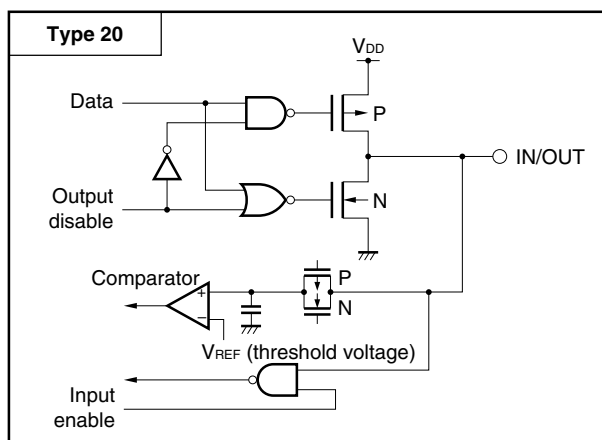 Type 20
VDD
Data
P
IN/OUT
Output
disable
N
Comparator
P
+
N
−
VREF (threshold voltage)
Input
enable